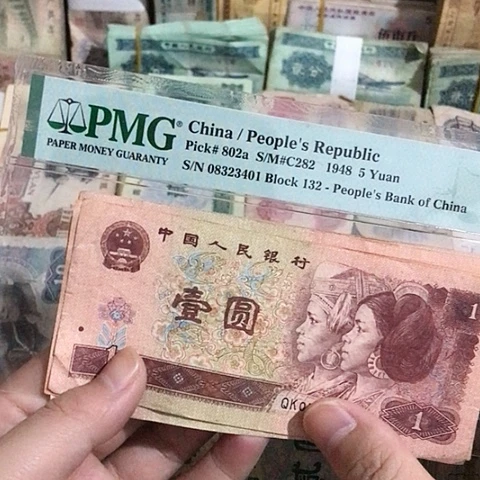 PMG®
PAPER MONEY GUARANTY
China / People's Republic
Pick# 802a S/M#C282 1948 5 Yuan
S/N 08323401 Block 132 - People's Bank of China
中国人民银行
壹圆
1
QK
1